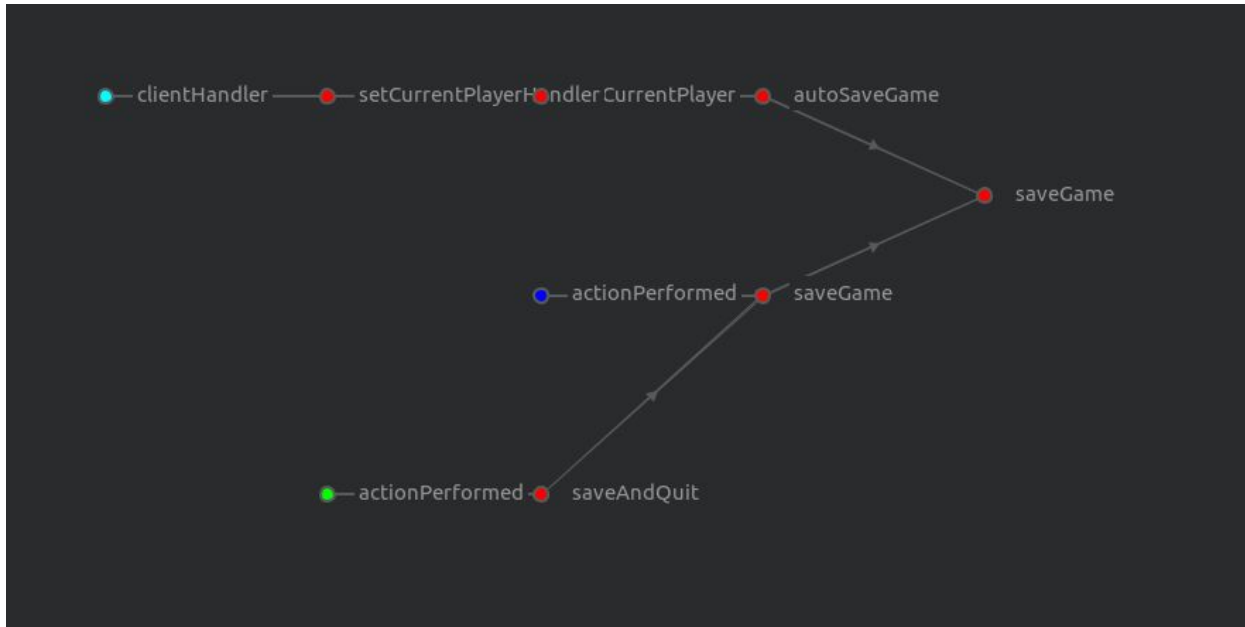 clientHandler
setCurrentPlayerHandler
CurrentPlayer
autoSaveGame
saveGame
actionPerformed
saveGame
actionPerformed
saveAndQuit